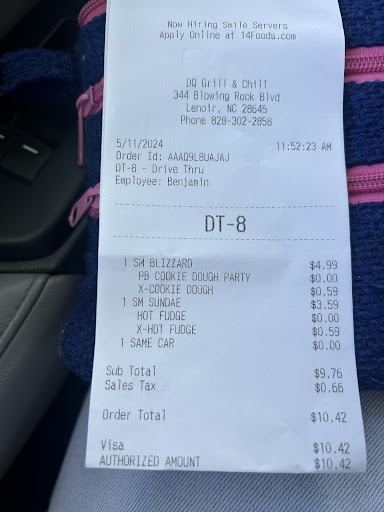 Now Hiring Smile Servers
Apply Online at 14Foods.com
DQ Grill & Chill
344 Blowing Rock Blvd
Lenoir, NC 28645
Phone 828-302-2858
5/11/2024 11:52:23 AM
Order Id: AAAQ9L8UAJAJ
DT-8 - Drive Thru
Employee: Benjamin
DT-8
1 SM BLIZZARD $4.99
PB COOKIE DOUGH PARTY $0.00
X-COOKIE DOUGH $0.59
1 SM SUNDAE $3.59
HOT FUDGE $0.00
X-HOT FUDGE $0.59
1 SAME CAR $0.00
Sub Total $9.76
Sales Tax $0.66
Order Total $10.42
Visa $10.42
AUTHORIZED AMOUNT $10.42